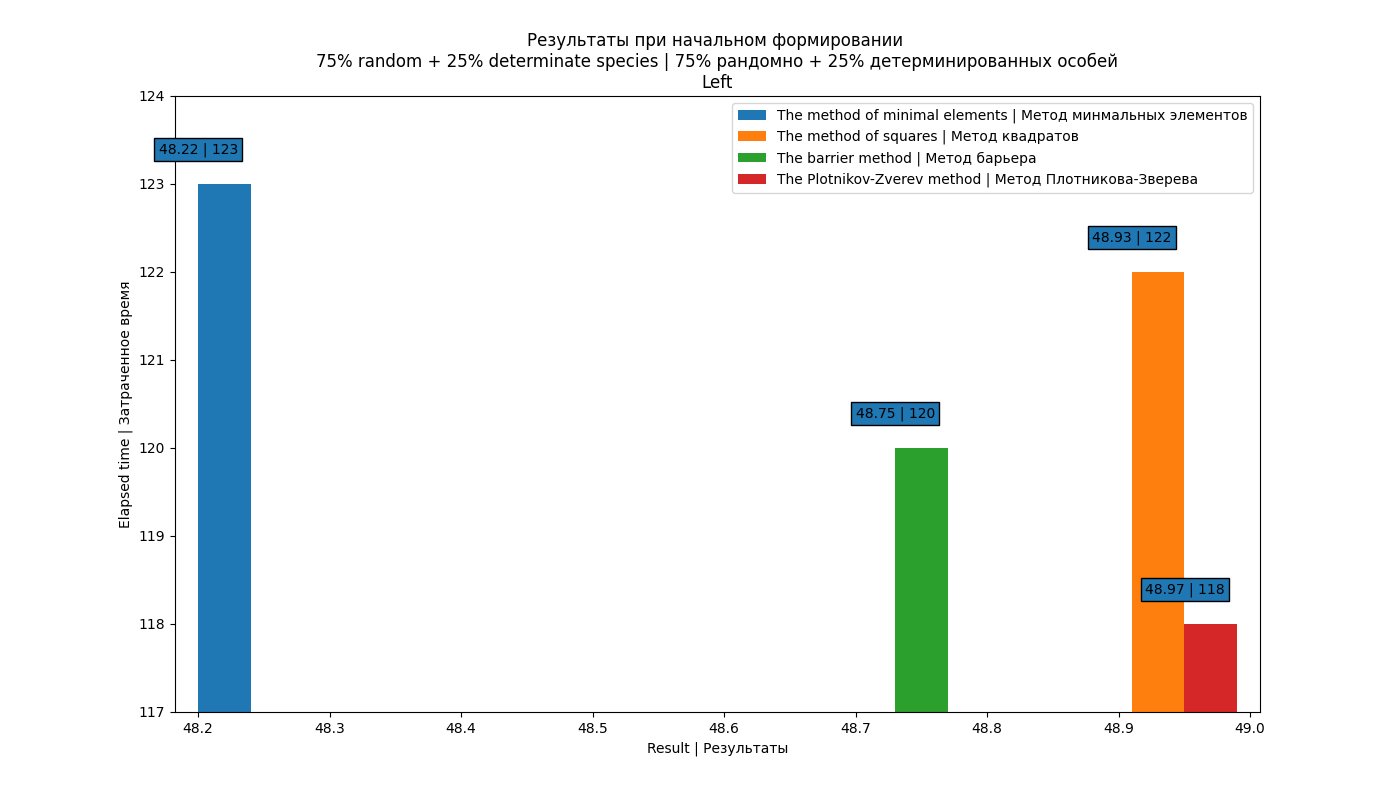 Результаты при начальном формировании
75% random + 25% determinate species | 75% рандомно + 25% детерминированных особей
Left
The method of minimal elements | Метод минмальных элементов
The method of squares | Метод квадратов
The barrier method | Метод барьера
The Plotnikov-Zverev method | Метод Плотникова-Зверева
48.22 | 123
48.93 | 122
48.75 | 120
48.97 | 118
Elapsed time | Затраченное время
124
123
122
121
120
119
118
117
48.2 48.3 48.4 48.5 48.6 48.7 48.8 48.9 49.0
Result | Результаты